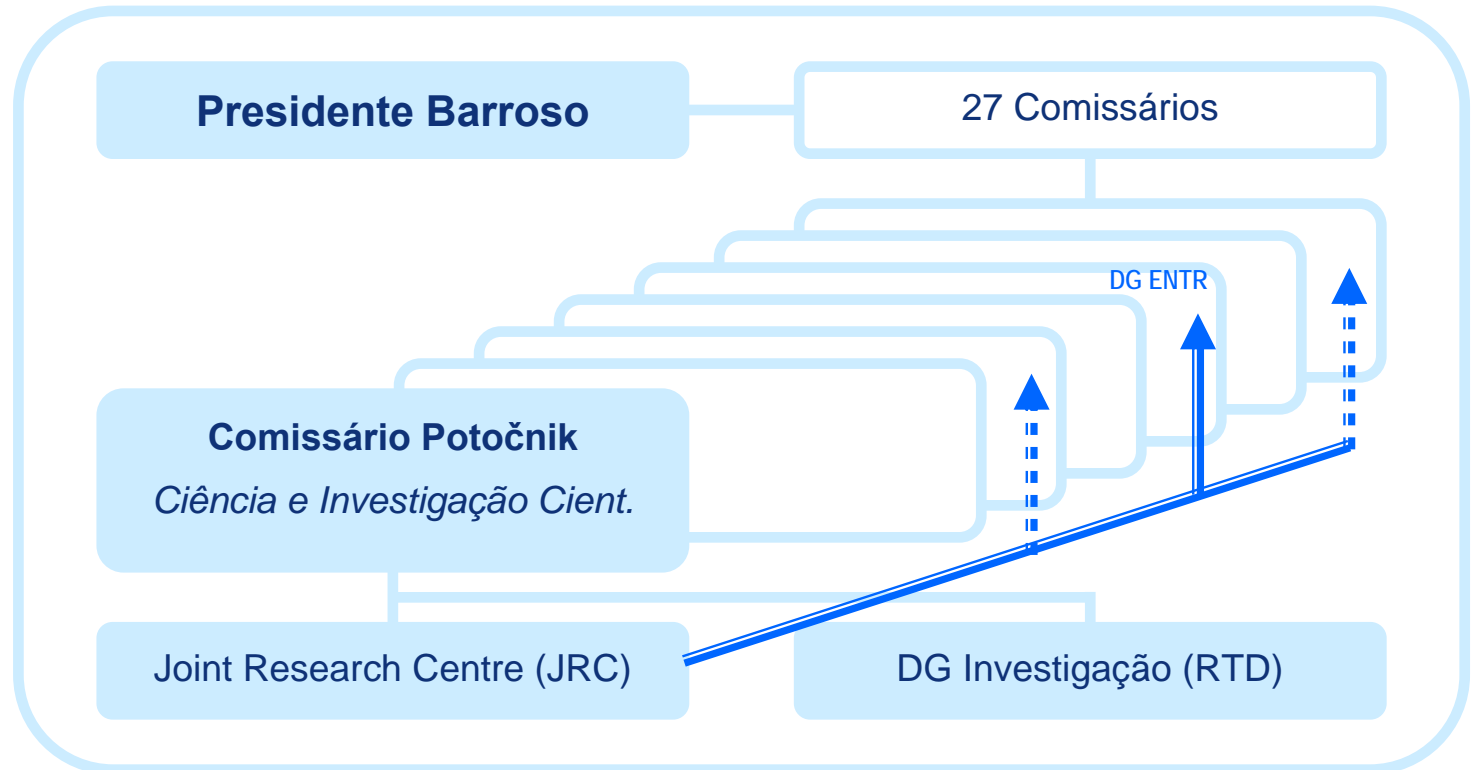 Presidente Barroso
27 Comissários
DG ENTR
Comissário Potočnik
Ciência e Investigação Cient.
Joint Research Centre (JRC)
DG Investigação (RTD)